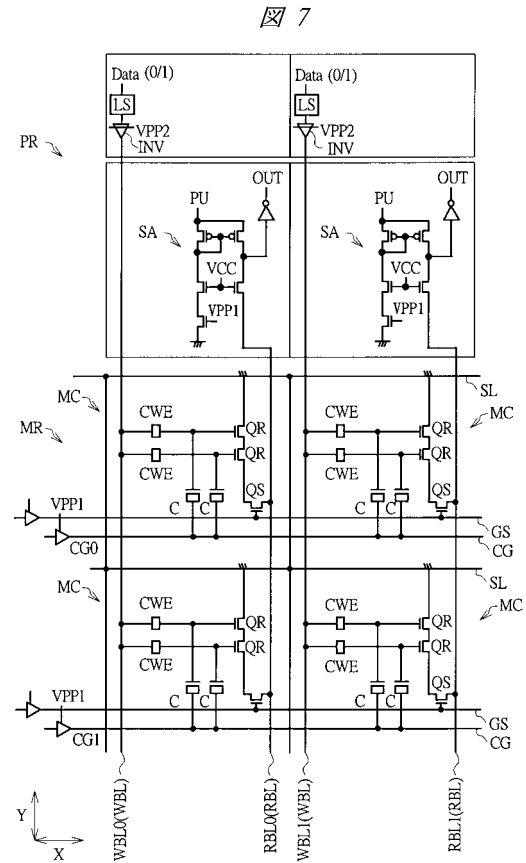 図 7
Data (0/1) Data (0/1)
LS LS
VPP2 VPP2
INV INV
PR
OUT OUT
PU PU
SA SA
VCC VCC
VPP1 VPP1
SL
MC CWE QR CWE QR MC
MR
CWE QR CWE QR
QS QS
VPP1 C C C C
GS
CG0 CG
SL
MC CWE QR CWE QR MC
CWE QR CWE QR
QS QS
VPP1 C C C C
GS
CG1 CG
Y
X
WBL0(WBL)
RBL0(RBL)
WBL1(WBL)
RBL1(RBL)